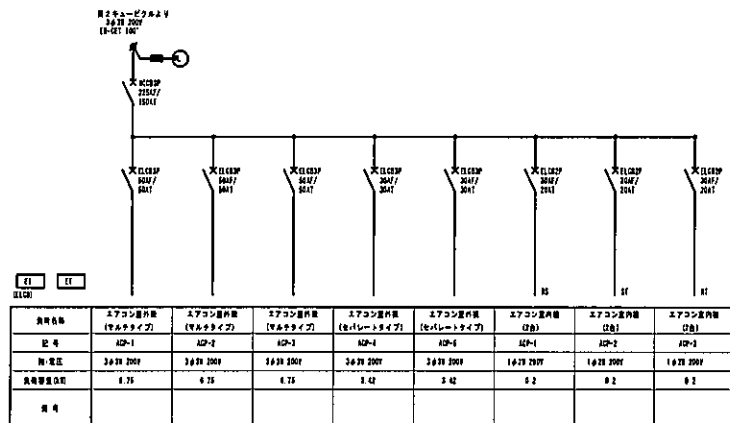 第2キュービクルより
3φ3W 200V
EM-CET 100°
MCCB3P
225AF/
150AT
ELCB3P
50AF/
50AT
ELCB3P
50AF/
50AT
ELCB3P
50AF/
50AT
ELCB3P
30AF/
30AT
ELCB3P
30AF/
30AT
ELCB2P
30AF/
20AT
ELCB2P
30AF/
20AT
ELCB2P
30AF/
20AT
RS
ST
RT
(ELCB)
負荷名称 エアコン室外機 エアコン室外機 エアコン室外機 エアコン室外機 エアコン室外機 エアコン室内機 エアコン室内機 エアコン室内機
(マルチタイプ) (マルチタイプ) (マルチタイプ) (セパレートタイプ) (セパレートタイプ) (2台) (2台) (2台)
記 号 ACP-1 ACP-2 ACP-3 ACP-4 ACP-5 ACP-1 ACP-2 ACP-3
相・電圧 3φ3W 200V 3φ3W 200V 3φ3W 200V 3φ3W 200V 3φ3W 200V 1φ2W 200V 1φ2W 200V 1φ2W 200V
負荷容量(KW) 6.75 6.75 6.75 3.42 3.42 0.2 0.2 0.2
備 考